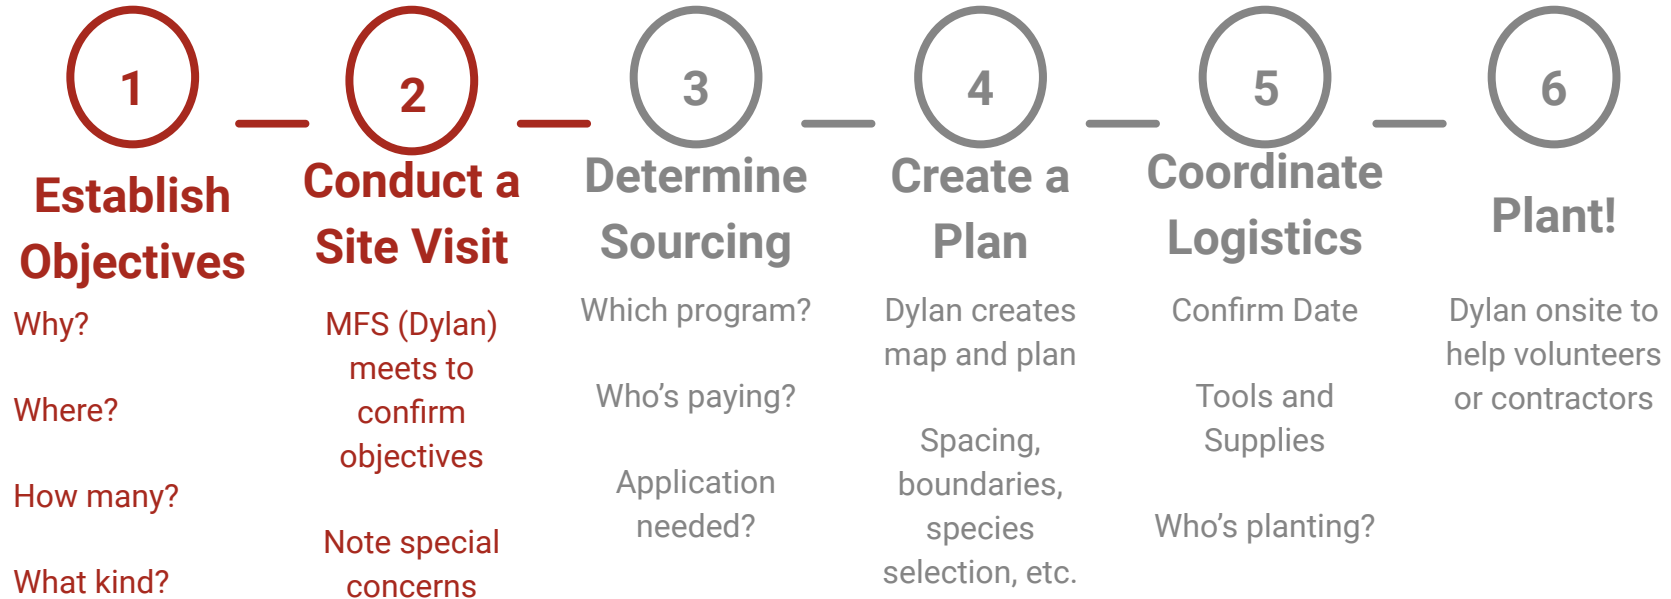 1
Establish
Objectives
Why?
Where?
How many?
What kind?
2
Conduct a
Site Visit
MFS (Dylan)
meets to
confirm
objectives
Note special
concerns
3
Determine
Sourcing
Which program?
Who’s paying?
Application
needed?
4
Create a
Plan
Dylan creates
map and plan
Spacing,
boundaries,
species
selection, etc.
5
Coordinate
Logistics
Confirm Date
Tools and
Supplies
Who’s planting?
6
Plant!
Dylan onsite to
help volunteers
or contractors